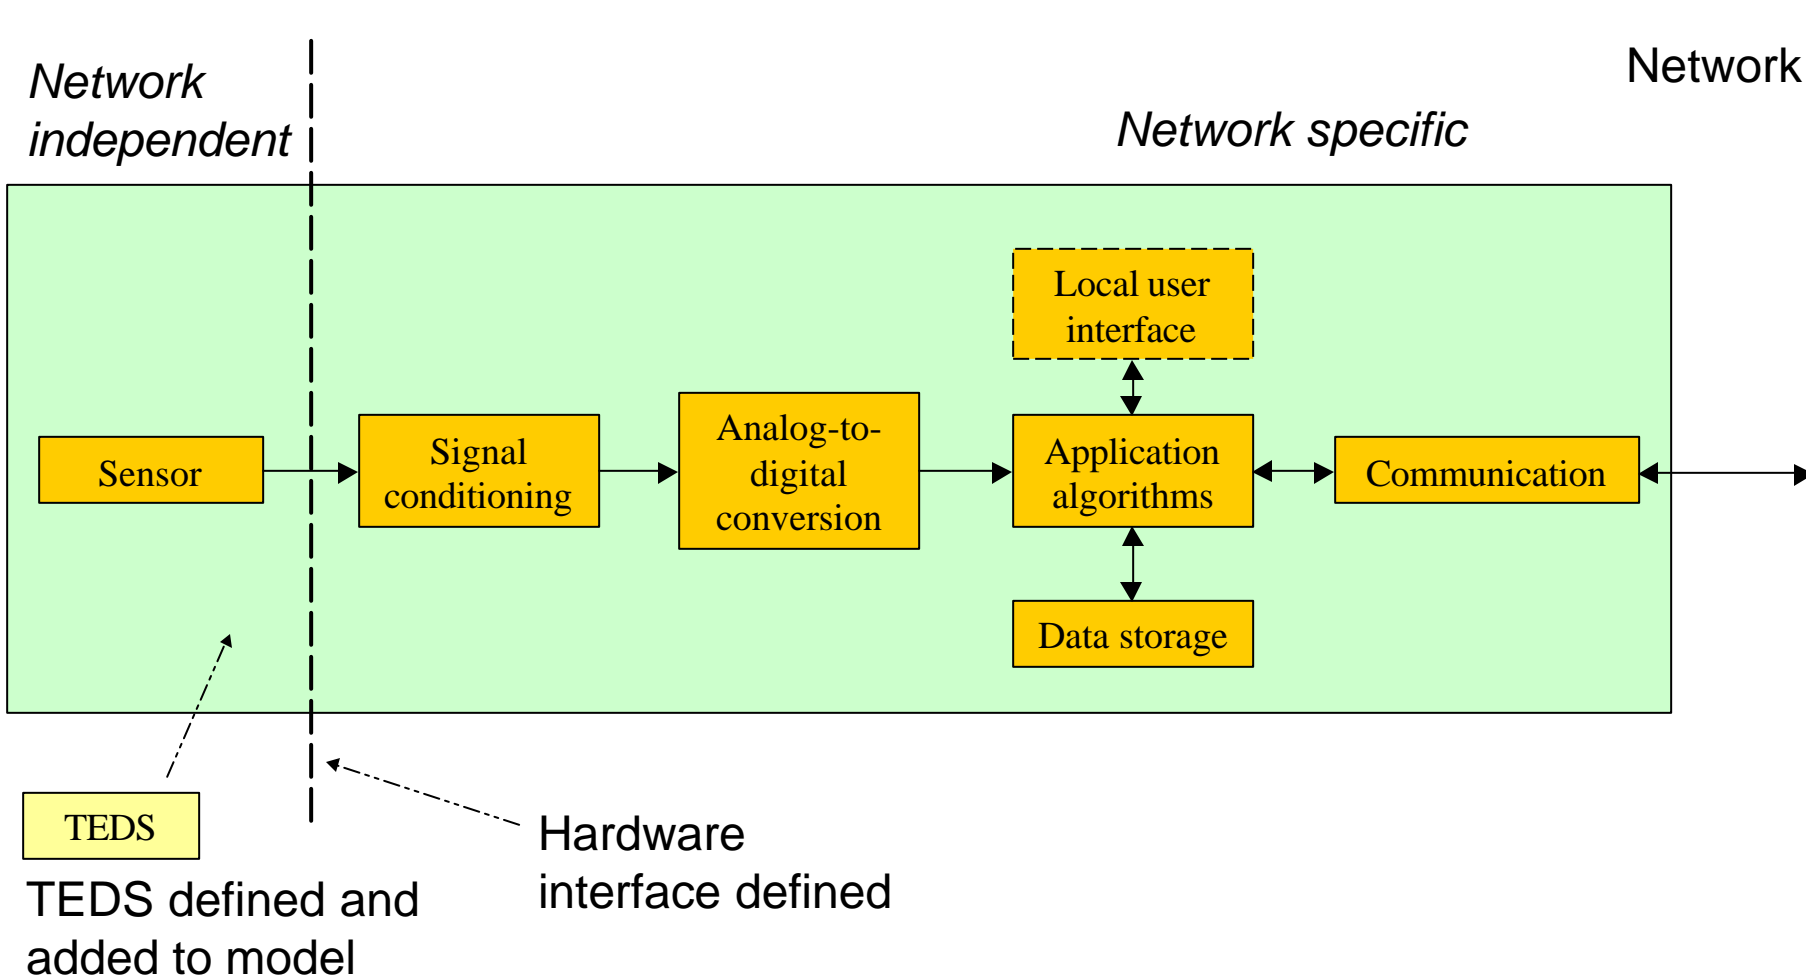 Network
independent
Network specific
Network
Local user
interface
Sensor
Signal
conditioning
Analog-to-
digital
conversion
Application
algorithms
Communication
Data storage
TEDS
TEDS defined and
added to model
Hardware
interface defined